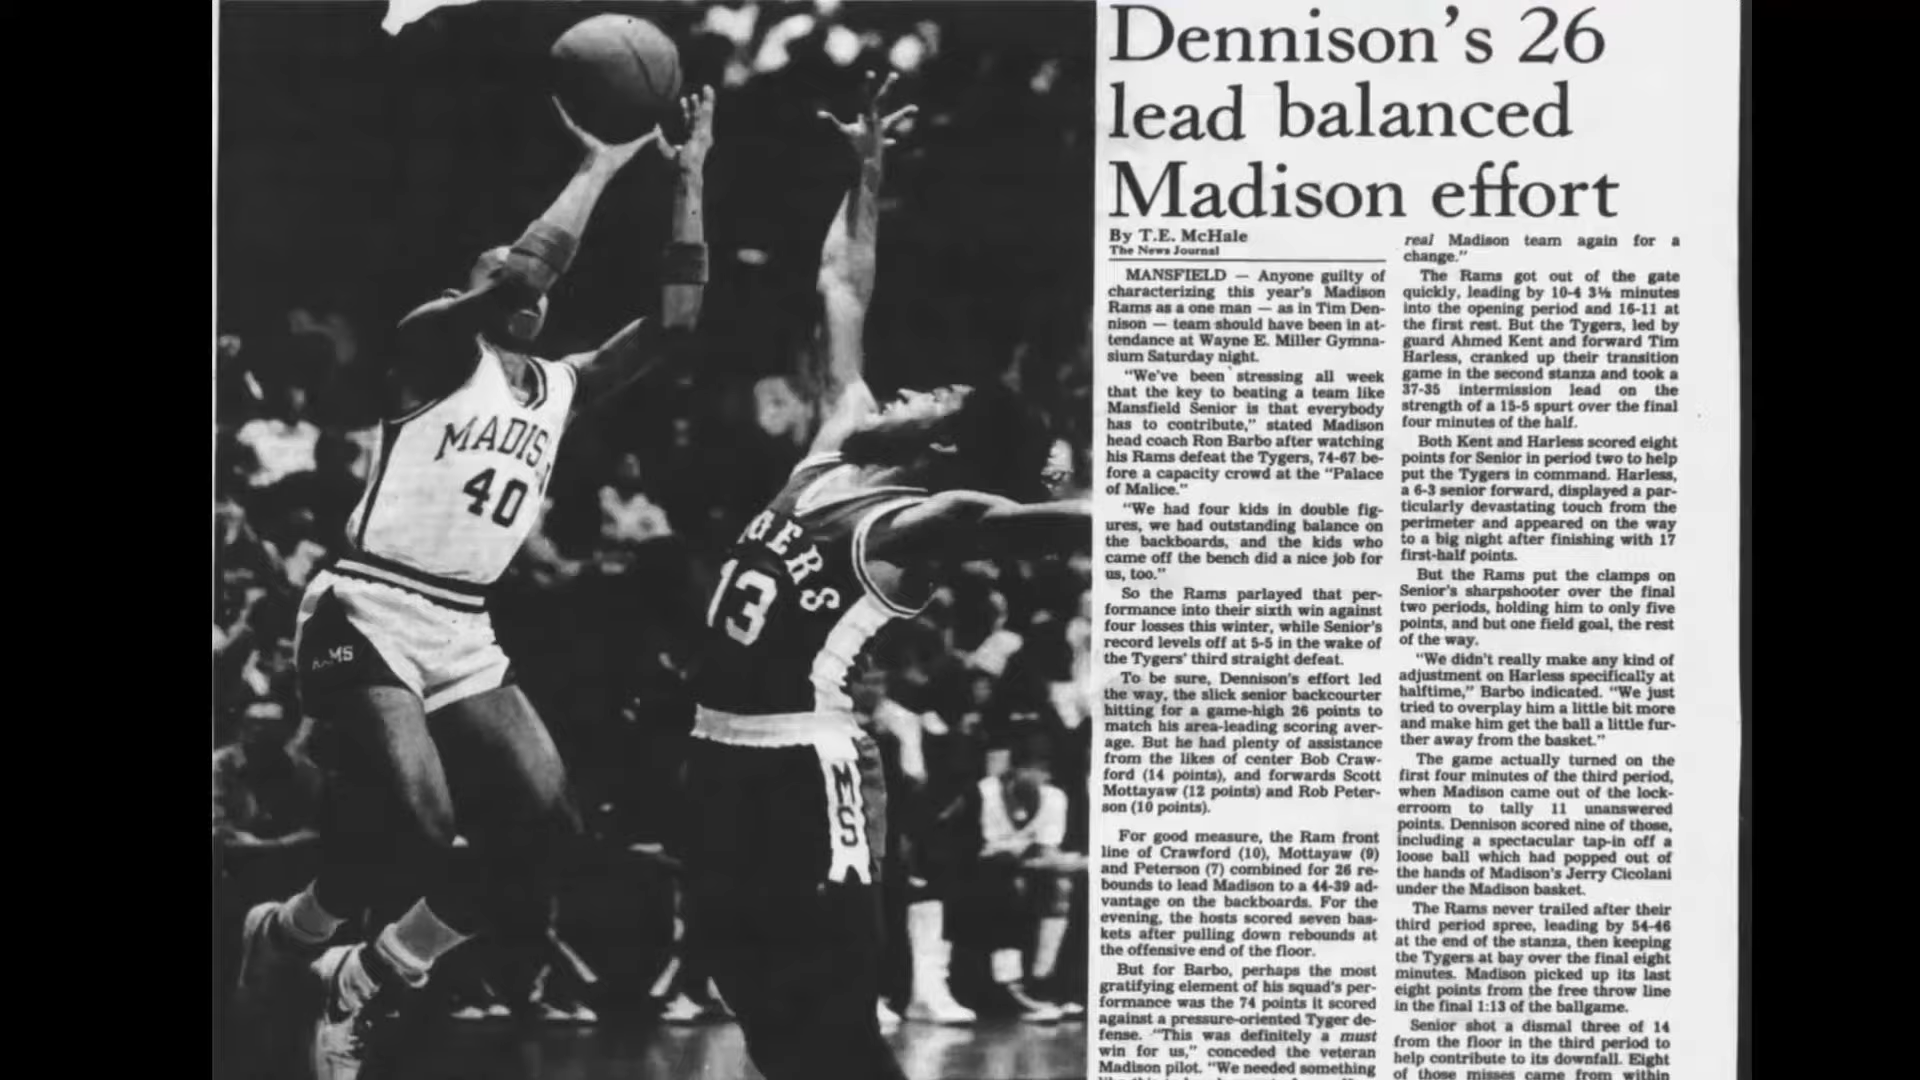 MADIS
40
RAMS
GERS
13
M
S
Dennison's 26
lead balanced
Madison effort
By T.E. McHale
The News Journal
MANSFIELD — Anyone guilty of
characterizing this year's Madison
Rams as a one man — as in Tim Den-
nison — team should have been in at-
tendance at Wayne E. Miller Gymna-
sium Saturday night.
"We've been stressing all week
that the key to beating a team like
Mansfield Senior is that everybody
has to contribute," stated Madison
head coach Ron Barbo after watching
his Rams defeat the Tygers, 74-67 be-
fore a capacity crowd at the "Palace
of Malice."
"We had four kids in double fig-
ures, we had outstanding balance on
the backboards, and the kids who
came off the bench did a nice job for
us, too."
So the Rams parlayed that per-
formance into their sixth win against
four losses this winter, while Senior's
record levels off at 5-5 in the wake of
the Tygers' third straight defeat.
To be sure, Dennison's effort led
the way, the slick senior backcourter
hitting for a game-high 26 points to
match his area-leading scoring aver-
age. But he had plenty of assistance
from the likes of center Bob Craw-
ford (14 points), and forwards Scott
Mottayaw (12 points) and Rob Peter-
son (10 points).
For good measure, the Ram front
line of Crawford (10), Mottayaw (9)
and Peterson (7) combined for 26 re-
bounds to lead Madison to a 44-39 ad-
vantage on the backboards. For the
evening, the hosts scored seven bas-
kets after pulling down rebounds at
the offensive end of the floor.
But for Barbo, perhaps the most
gratifying element of his squad's per-
formance was the 74 points it scored
against a pressure-oriented Tyger de-
fense. "This was definitely a must
win for us," conceded the veteran
Madison pilot. "We needed something
real Madison team again for a
change."
The Rams got out of the gate
quickly, leading by 10-4 3½ minutes
into the opening period and 16-11 at
the first rest. But the Tygers, led by
guard Ahmed Kent and forward Tim
Harless, cranked up their transition
game in the second stanza and took a
37-35 intermission lead on the
strength of a 15-5 spurt over the final
four minutes of the half.
Both Kent and Harless scored eight
points for Senior in period two to help
put the Tygers in command. Harless,
a 6-3 senior forward, displayed a par-
ticularly devastating touch from the
perimeter and appeared on the way
to a big night after finishing with 17
first-half points.
But the Rams put the clamps on
Senior's sharpshooter over the final
two periods, holding him to only five
points, and but one field goal, the rest
of the way.
"We didn't really make any kind of
adjustment on Harless specifically at
halftime," Barbo indicated. "We just
tried to overplay him a little bit more
and make him get the ball a little fur-
ther away from the basket."
The game actually turned on the
first four minutes of the third period,
when Madison came out of the lock-
erroom to tally 11 unanswered
points. Dennison scored nine of those,
including a spectacular tap-in off a
loose ball which had popped out of
the hands of Madison's Jerry Cicolani
under the Madison basket.
The Rams never trailed after their
third period spree, leading by 54-46
at the end of the stanza, then keeping
the Tygers at bay over the final eight
minutes. Madison picked up its last
eight points from the free throw line
in the final 1:13 of the ballgame.
Senior shot a dismal three of 14
from the floor in the third period to
help contribute to its downfall. Eight
of those misses came from within